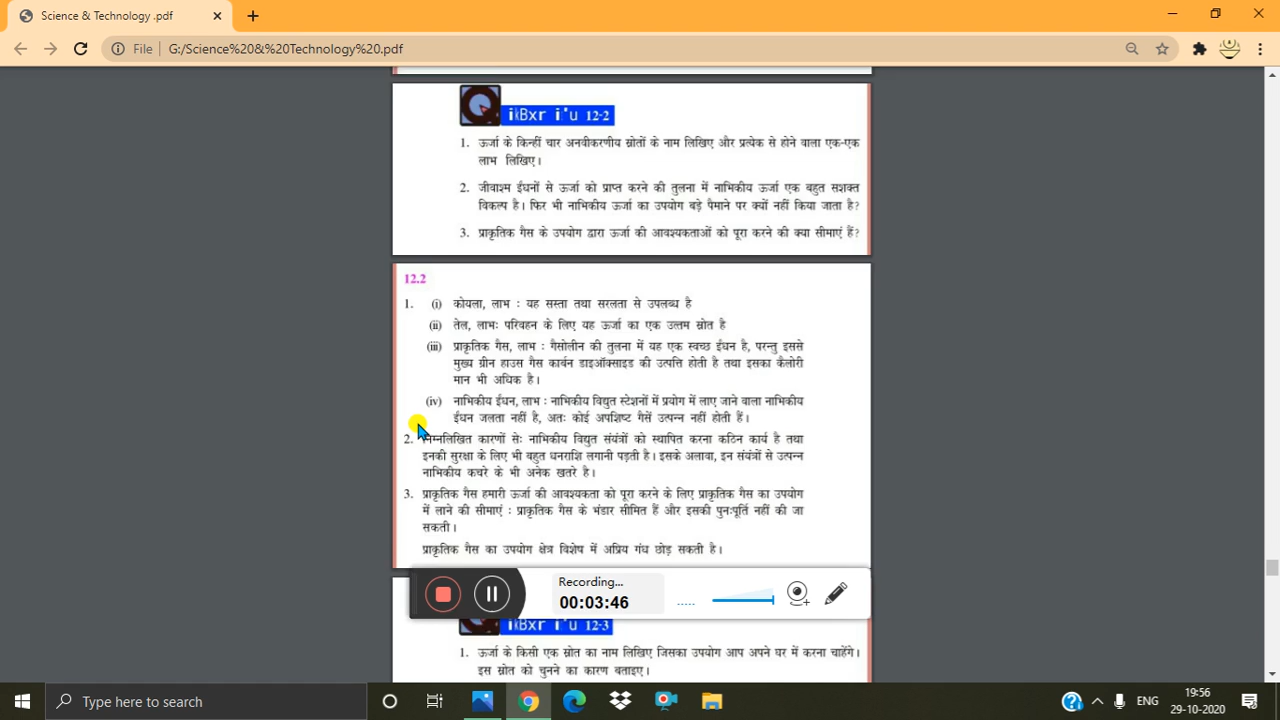 Science & Technology .pdf
File G:/Science%20&%20Technology%20.pdf
ikBxr i'u 12-2
1. ऊर्जा के किन्हीं चार अनवीकरणीय स्रोतों के नाम लिखिए और प्रत्येक से होने वाला एक-एक
लाभ लिखिए।
2. जीवाश्म ईंधनों से ऊर्जा को प्राप्त करने की तुलना में नाभिकीय ऊर्जा एक बहुत सशक्त
विकल्प है। फिर भी नाभिकीय ऊर्जा का उपयोग बड़े पैमाने पर क्यों नहीं किया जाता है?
3. प्राकृतिक गैस के उपयोग द्वारा ऊर्जा की आवश्यकताओं को पूरा करने की क्या सीमाएं हैं?
12.2
1. (i) कोयला, लाभ : यह सस्ता तथा सरलता से उपलब्ध है
(ii) तेल, लाभः परिवहन के लिए यह ऊर्जा का एक उत्तम स्रोत है
(iii) प्राकृतिक गैस, लाभ : गैसोलीन की तुलना में यह एक स्वच्छ ईंधन है, परन्तु इससे
मुख्य ग्रीन हाउस गैस कार्बन डाइऑक्साइड की उत्पत्ति होती है तथा इसका कैलोरी
मान भी अधिक है।
(iv) नाभिकीय ईंधन, लाभ : नाभिकीय विद्युत स्टेशनों में प्रयोग में लाए जाने वाला नाभिकीय
ईंधन जलता नहीं है, अतः कोई अपशिष्ट गैसें उत्पन्न नहीं होती हैं।
2. निम्नलिखित कारणों सेः नाभिकीय विद्युत संयंत्रों को स्थापित करना कठिन कार्य है तथा
इनकी सुरक्षा के लिए भी बहुत धनराशि लगानी पड़ती है। इसके अलावा, इन संयंत्रों से उत्पन्न
नाभिकीय कचरे के भी अनेक खतरे है।
3. प्राकृतिक गैस हमारी ऊर्जा की आवश्यकता को पूरा करने के लिए प्राकृतिक गैस का उपयोग
में लाने की सीमाएं : प्राकृतिक गैस के भंडार सीमित हैं और इसकी पुनःपूर्ति नहीं की जा
सकती।
प्राकृतिक गैस का उपयोग क्षेत्र विशेष में अप्रिय गंध छोड़ सकती है।
Recording...
00:03:46
ikBxr i'u 12-3
1. ऊर्जा के किसी एक स्रोत का नाम लिखिए जिसका उपयोग आप अपने घर में करना चाहेंगे।
इस स्रोत को चुनने का कारण बताइए।
Type here to search
ENG
19:56
29-10-2020